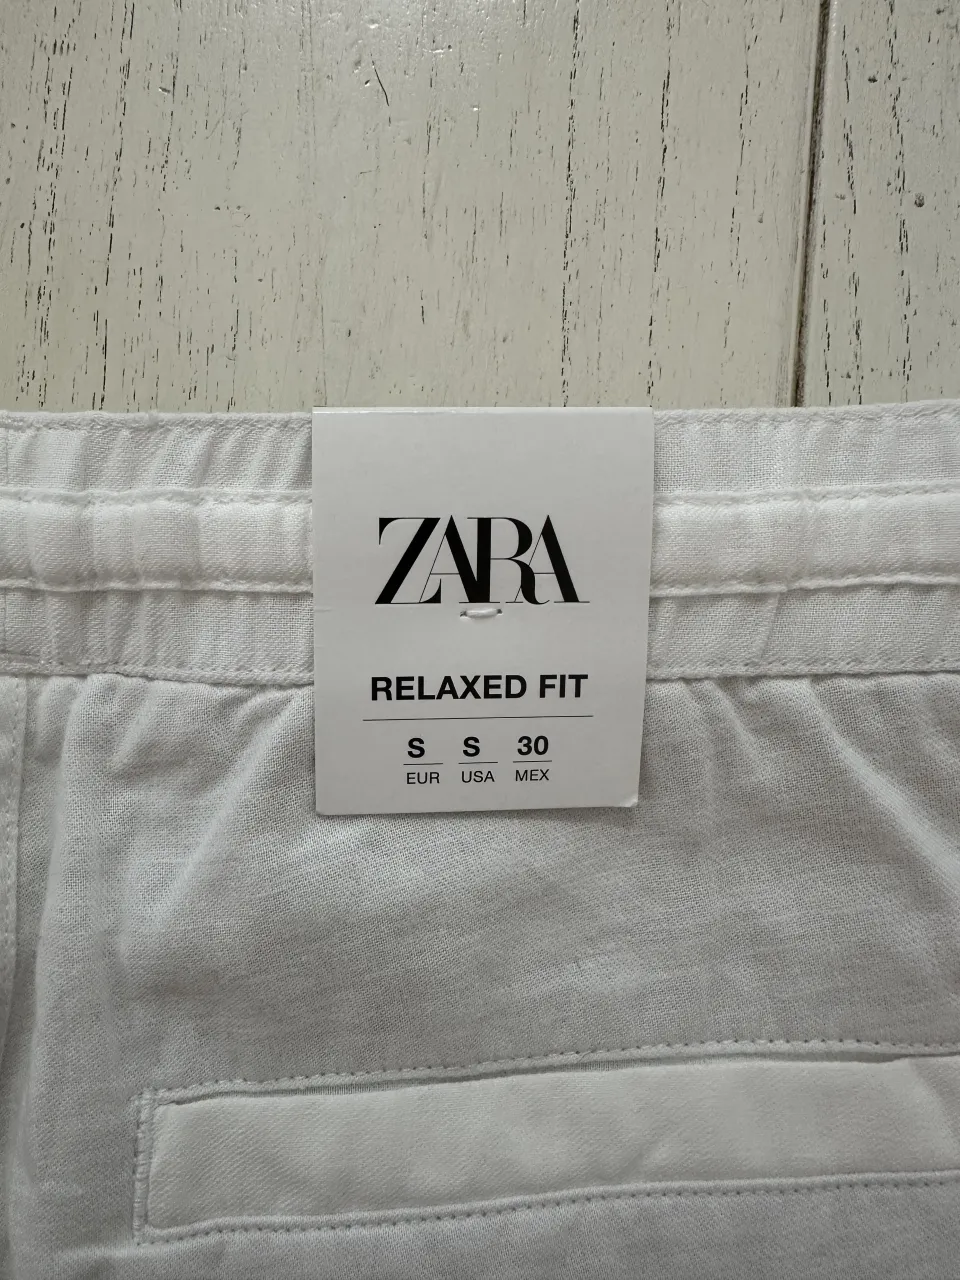 ZARA
RELAXED FIT
S S 30
EUR USA MEX